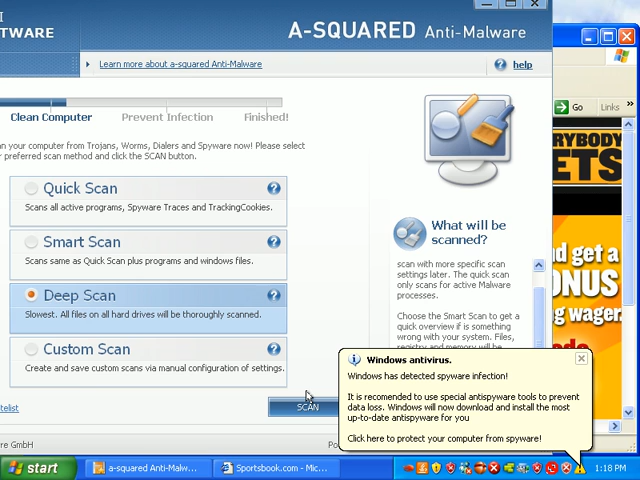 TWARE
A-SQUARED Anti-Malware
Learn more about a-squared Anti-Malware
help
Go
Links »
Clean Computer
Prevent Infection
Finished!
an your computer from Trojans, Worms, Dialers and Spyware now! Please select
r preferred scan method and click the SCAN button.
Quick Scan
Scans all active programs, Spyware Traces and TrackingCookies.
Smart Scan
Scans same as Quick Scan plus programs and windows files.
Deep Scan
Slowest. All files on all hard drives will be thoroughly scanned.
Custom Scan
Create and save custom scans via manual configuration of settings.
What will be
scanned?
scan with more specific scan
settings later. The quick scan
only scans for active Malware
processes.
Choose the Smart Scan to get a
quick overview if is something
wrong with your system. Files,
registry and memory will be
telist
SCAN
re GmbH
Po
RYBODY
ETS
nd get a
ONUS
ng wager.
Windows antivirus.
Windows has detected spyware infection!
It is recomended to use special antispyware tools to prevent
data loss. Windows will now download and install the most
up-to-date antispyware for you
Click here to protect your computer from spyware!
start
a-squared Anti-Malw...
Sportsbook.com - Mic...
1:18 PM